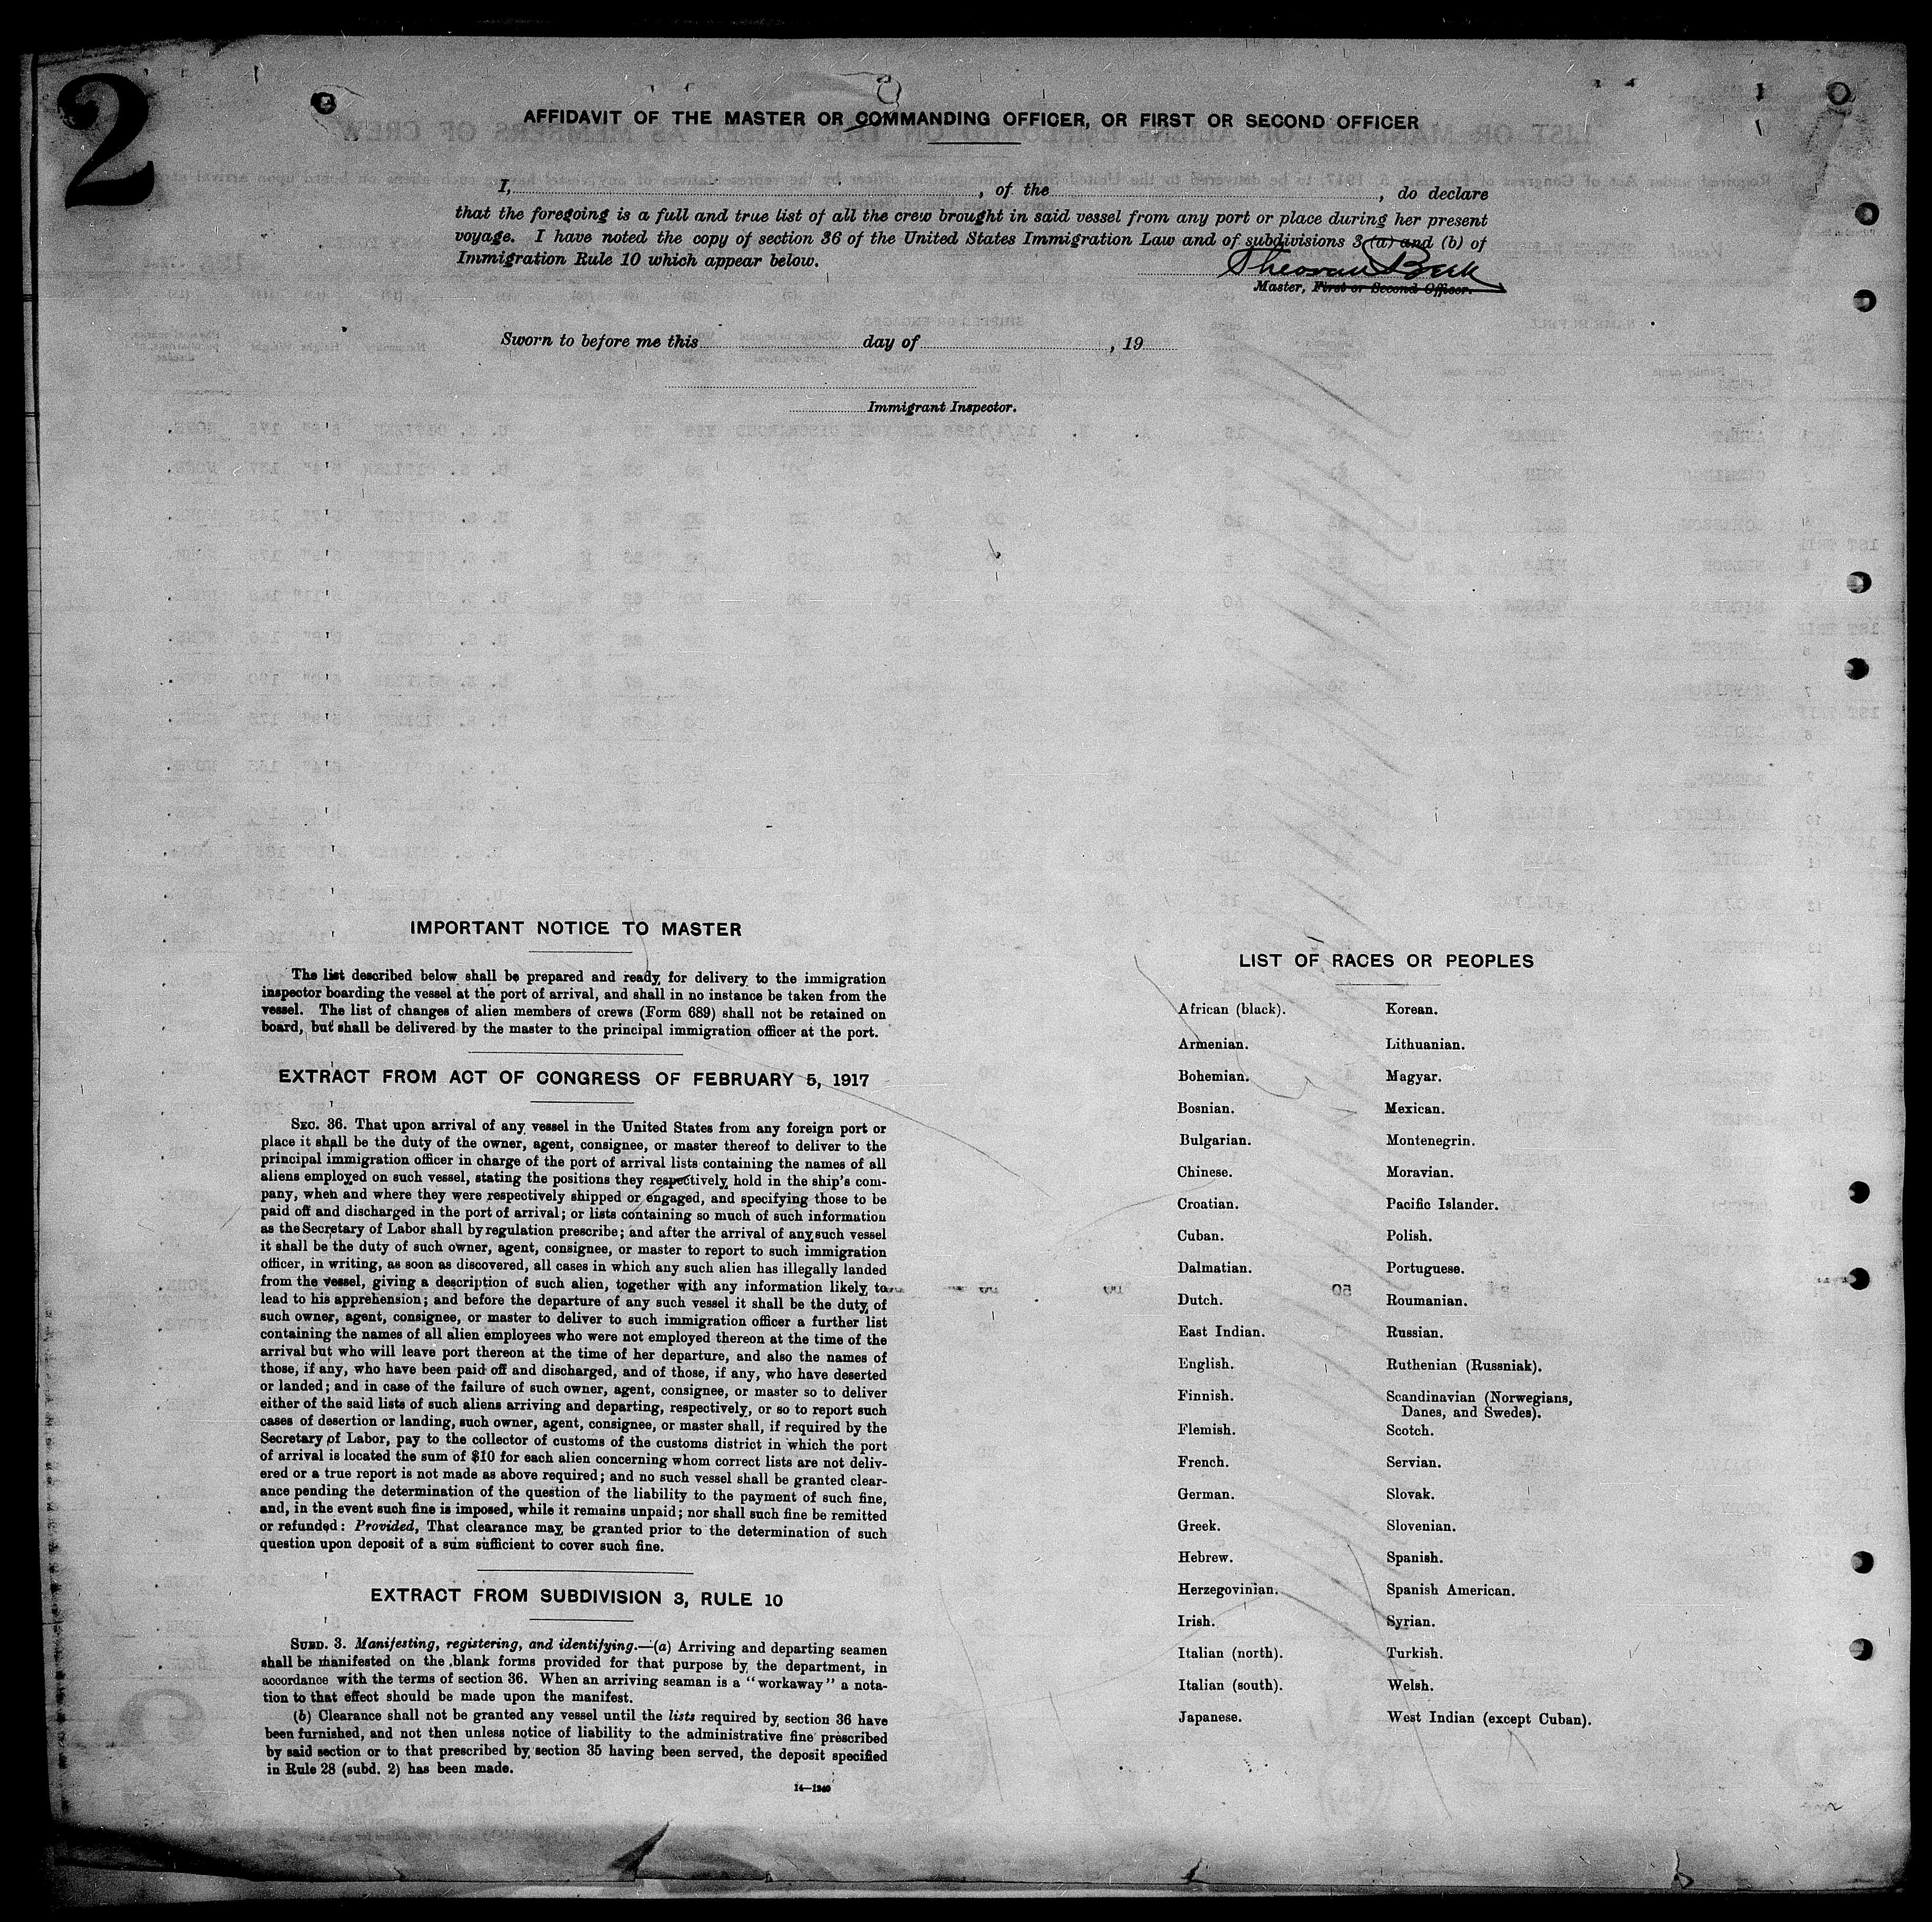 2
AFFIDAVIT OF THE MASTER OR COMMANDING OFFICER, OR FIRST OR SECOND OFFICER
I, , of the , do declare
that the foregoing is a full and true list of all the crew brought in said vessel from any port or place during her present
voyage. I have noted the copy of section 36 of the United States Immigration Law and of subdivisions 3 (a) and (b) of
Immigration Rule 10 which appear below.
Master, First or Second Officer.
Sworn to before me this day of , 19
Immigrant Inspector.
IMPORTANT NOTICE TO MASTER
The list described below shall be prepared and ready for delivery to the immigration
inspector boarding the vessel at the port of arrival, and shall in no instance be taken from the
vessel. The list of changes of alien members of crews (Form 689) shall not be retained on
board, but shall be delivered by the master to the principal immigration officer at the port.
EXTRACT FROM ACT OF CONGRESS OF FEBRUARY 5, 1917
SEC. 36. That upon arrival of any vessel in the United States from any foreign port or
place it shall be the duty of the owner, agent, consignee, or master thereof to deliver to the
principal immigration officer in charge of the port of arrival lists containing the names of all
aliens employed on such vessel, stating the positions they respectively hold in the ship's com-
pany, when and where they were respectively shipped or engaged, and specifying those to be
paid off and discharged in the port of arrival; or lists containing so much of such information
as the Secretary of Labor shall by regulation prescribe; and after the arrival of any such vessel
it shall be the duty of such owner, agent, consignee, or master to report to such immigration
officer, in writing, as soon as discovered, all cases in which any such alien has illegally landed
from the vessel, giving a description of such alien, together with any information likely to
lead to his apprehension; and before the departure of any such vessel it shall be the duty of
such owner, agent, consignee, or master to deliver to such immigration officer a further list
containing the names of all alien employees who were not employed thereon at the time of the
arrival but who will leave port thereon at the time of her departure, and also the names of
those, if any, who have been paid off and discharged, and of those, if any, who have deserted
or landed; and in case of the failure of such owner, agent, consignee, or master so to deliver
either of the said lists of such aliens arriving and departing, respectively, or so to report such
cases of desertion or landing, such owner, agent, consignee, or master shall, if required by the
Secretary of Labor, pay to the collector of customs of the customs district in which the port
of arrival is located the sum of $10 for each alien concerning whom correct lists are not deliv-
ered or a true report is not made as above required; and no such vessel shall be granted clear-
ance pending the determination of the question of the liability to the payment of such fine,
and, in the event such fine is imposed, while it remains unpaid; nor shall such fine be remitted
or refunded: Provided, That clearance may be granted prior to the determination of such
question upon deposit of a sum sufficient to cover such fine.
EXTRACT FROM SUBDIVISION 3, RULE 10
SUBD. 3. Manifesting, registering, and identifying.—(a) Arriving and departing seamen
shall be manifested on the blank forms provided for that purpose by the department, in
accordance with the terms of section 36. When an arriving seaman is a "workaway" a nota-
tion to that effect should be made upon the manifest.
(b) Clearance shall not be granted any vessel until the lists required by section 36 have
been furnished, and not then unless notice of liability to the administrative fine prescribed
by said section or to that prescribed by section 35 having been served, the deposit specified
in Rule 28 (subd. 2) has been made.
14—1240
LIST OF RACES OR PEOPLES
African (black).
Armenian.
Bohemian.
Bosnian.
Bulgarian.
Chinese.
Croatian.
Cuban.
Dalmatian.
Dutch.
East Indian.
English.
Finnish.
Flemish.
French.
German.
Greek.
Hebrew.
Herzegovinian.
Irish.
Italian (north).
Italian (south).
Japanese.
Korean.
Lithuanian.
Magyar.
Mexican.
Montenegrin.
Moravian.
Pacific Islander.
Polish.
Portuguese.
Roumanian.
Russian.
Ruthenian (Russniak).
Scandinavian (Norwegians,
Danes, and Swedes).
Scotch.
Servian.
Slovak.
Slovenian.
Spanish.
Spanish American.
Syrian.
Turkish.
Welsh.
West Indian (except Cuban).